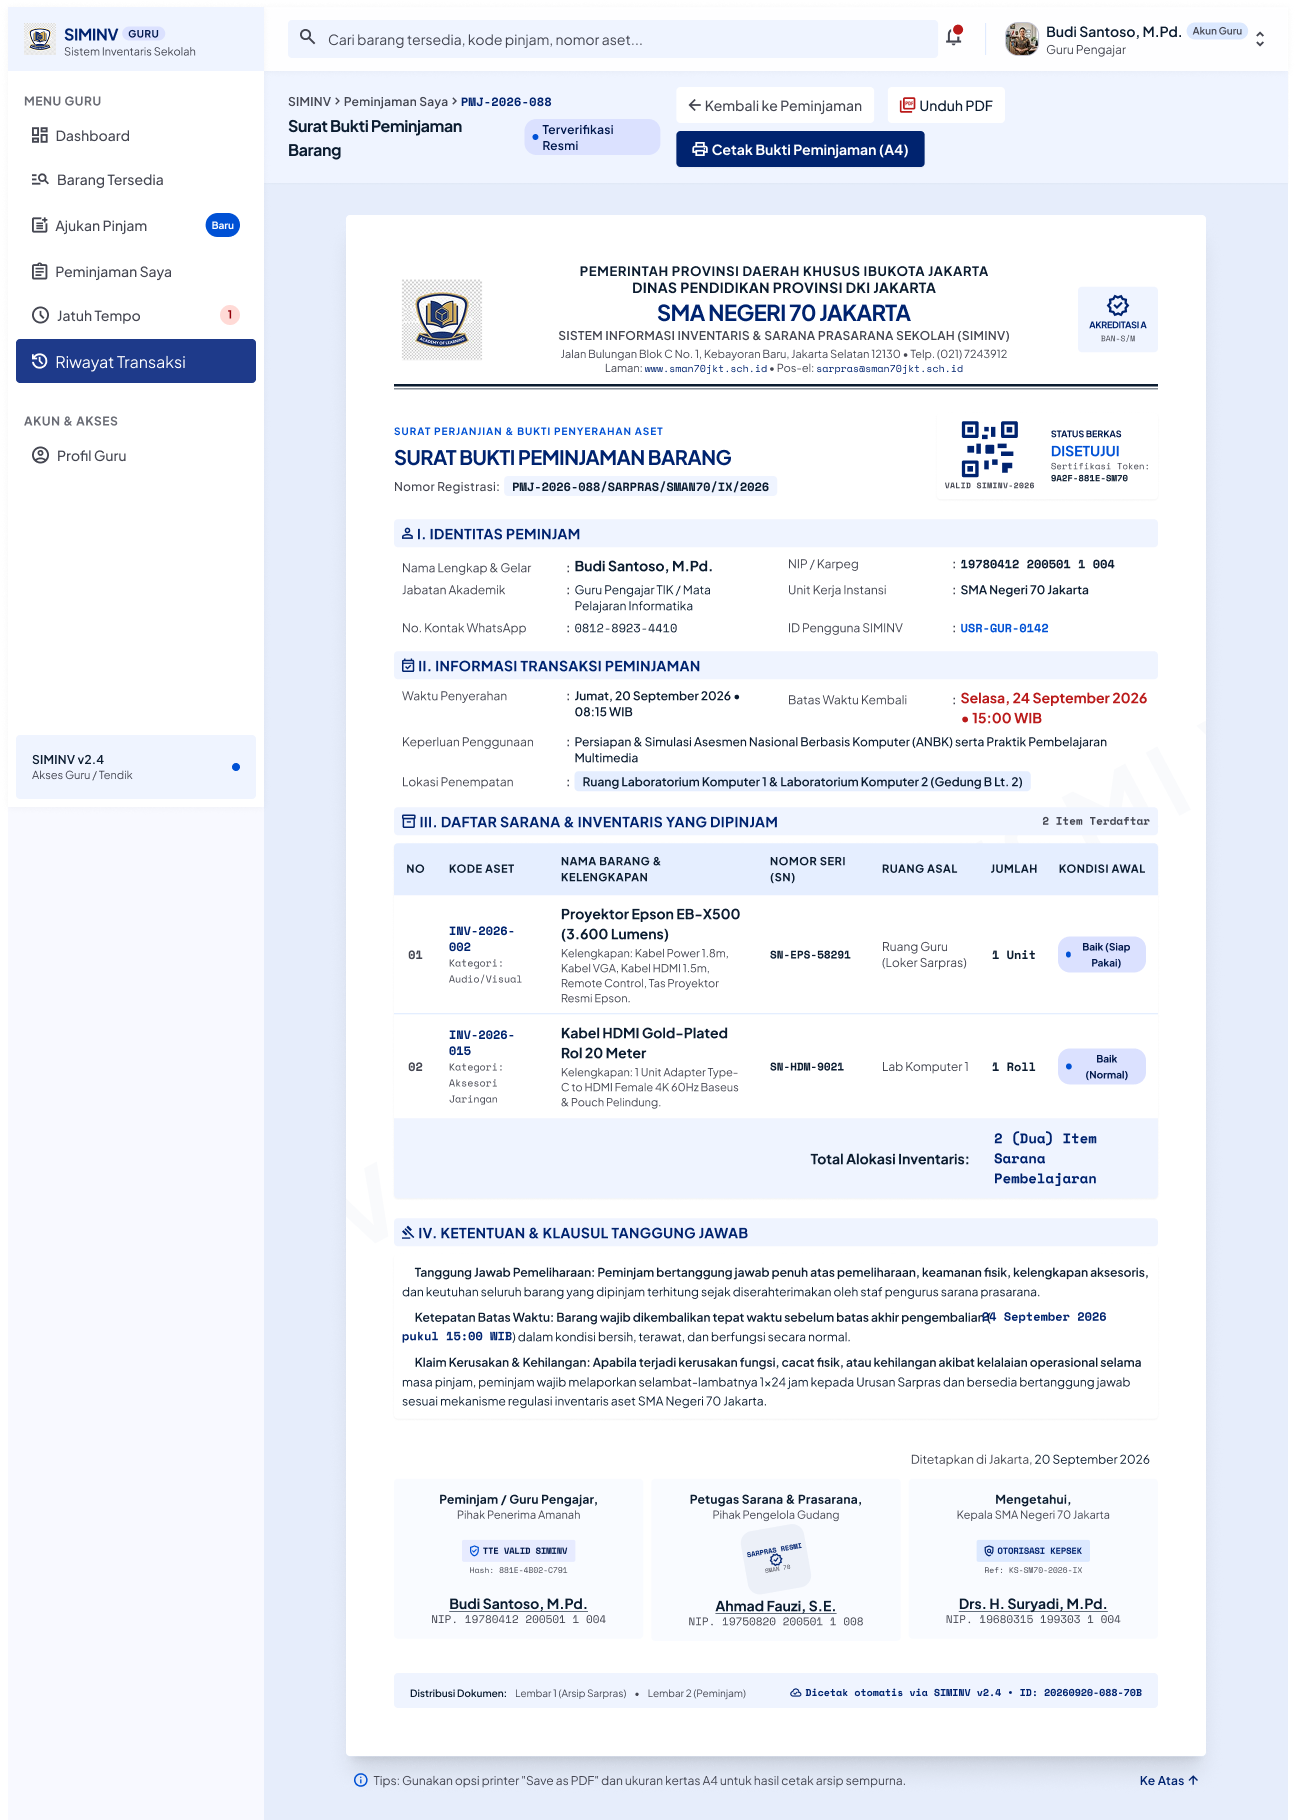 SIMINV GURU
Sistem Inventaris Sekolah
Cari barang tersedia, kode pinjam, nomor aset...
Budi Santoso, M.Pd. Akun Guru
Guru Pengajar
MENU GURU
Dashboard
Barang Tersedia
Ajukan Pinjam Baru
Peminjaman Saya
Jatuh Tempo 1
Riwayat Transaksi
AKUN & AKSES
Profil Guru
SIMINV v2.4
Akses Guru / Tendik
SIMINV > Peminjaman Saya > PMJ-2026-088
Surat Bukti Peminjaman
Barang
Terverifikasi
Resmi
Kembali ke Peminjaman
Unduh PDF
Cetak Bukti Peminjaman (A4)
PEMERINTAH PROVINSI DAERAH KHUSUS IBUKOTA JAKARTA
DINAS PENDIDIKAN PROVINSI DKI JAKARTA
SMA NEGERI 70 JAKARTA
SISTEM INFORMASI INVENTARIS & SARANA PRASARANA SEKOLAH (SIMINV)
Jalan Bulungan Blok C No. 1, Kebayoran Baru, Jakarta Selatan 12130 • Telp. (021) 7243912
Laman: www.sman70jkt.sch.id • Pos-el: sarpras@sman70jkt.sch.id
ACADEMY OF LEARNING
AKREDITASI A
BAN-S/M
SURAT PERJANJIAN & BUKTI PENYERAHAN ASET
SURAT BUKTI PEMINJAMAN BARANG
Nomor Registrasi: PMJ-2026-088/SARPRAS/SMAN70/IX/2026
VALID SIMINV-2026
STATUS BERKAS
DISETUJUI
Sertifikasi Token:
9A2F-881E-SM70
I. IDENTITAS PEMINJAM
Nama Lengkap & Gelar : Budi Santoso, M.Pd.
NIP / Karpeg : 19780412 200501 1 004
Jabatan Akademik : Guru Pengajar TIK / Mata
Pelajaran Informatika
Unit Kerja Instansi : SMA Negeri 70 Jakarta
No. Kontak WhatsApp : 0812-8923-4410
ID Pengguna SIMINV : USR-GUR-0142
II. INFORMASI TRANSAKSI PEMINJAMAN
Waktu Penyerahan : Jumat, 20 September 2026 •
08:15 WIB
Batas Waktu Kembali : Selasa, 24 September 2026
• 15:00 WIB
Keperluan Penggunaan : Persiapan & Simulasi Asesmen Nasional Berbasis Komputer (ANBK) serta Praktik Pembelajaran
Multimedia
Lokasi Penempatan : Ruang Laboratorium Komputer 1 & Laboratorium Komputer 2 (Gedung B Lt. 2)
III. DAFTAR SARANA & INVENTARIS YANG DIPINJAM
2 Item Terdaftar
NO KODE ASET NAMA BARANG & KELENGKAPAN NOMOR SERI (SN) RUANG ASAL JUMLAH KONDISI AWAL
01
INV-2026-
002
Kategori:
Audio/Visual
Proyektor Epson EB-X500
(3.600 Lumens)
Kelengkapan: Kabel Power 1.8m,
Kabel VGA, Kabel HDMI 1.5m,
Remote Control, Tas Proyektor
Resmi Epson.
SN-EPS-58291
Ruang Guru
(Loker Sarpras)
1 Unit
Baik (Siap
Pakai)
02
INV-2026-
015
Kategori:
Aksesori
Jaringan
Kabel HDMI Gold-Plated
Rol 20 Meter
Kelengkapan: 1 Unit Adapter Type-
C to HDMI Female 4K 60Hz Baseus
& Pouch Pelindung.
SN-HDM-9021
Lab Komputer 1
1 Roll
Baik
(Normal)
Total Alokasi Inventaris:
2 (Dua) Item
Sarana
Pembelajaran
IV. KETENTUAN & KLAUSUL TANGGUNG JAWAB
Tanggung Jawab Pemeliharaan: Peminjam bertanggung jawab penuh atas pemeliharaan, keamanan fisik, kelengkapan aksesoris,
dan keutuhan seluruh barang yang dipinjam terhitung sejak diserahterimakan oleh staf pengurus sarana prasarana.
Ketepatan Batas Waktu: Barang wajib dikembalikan tepat waktu sebelum batas akhir pengembalian (24 September 2026
pukul 15:00 WIB) dalam kondisi bersih, terawat, dan berfungsi secara normal.
Klaim Kerusakan & Kehilangan: Apabila terjadi kerusakan fungsi, cacat fisik, atau kehilangan akibat kelalaian operasional selama
masa pinjam, peminjam wajib melaporkan selambat-lambatnya 1x24 jam kepada Urusan Sarpras dan bersedia bertanggung jawab
sesuai mekanisme regulasi inventaris aset SMA Negeri 70 Jakarta.
Ditetapkan di Jakarta, 20 September 2026
Peminjam / Guru Pengajar,
Pihak Penerima Amanah
TTE VALID SIMINV
Hash: 881E-4B02-C791
Budi Santoso, M.Pd.
NIP. 19780412 200501 1 004
Petugas Sarana & Prasarana,
Pihak Pengelola Gudang
SARPRAS RESMI
SMAN 70
Ahmad Fauzi, S.E.
NIP. 19750820 200501 1 008
Mengetahui,
Kepala SMA Negeri 70 Jakarta
OTORISASI KEPSEK
Ref: KS-SM70-2026-IX
Drs. H. Suryadi, M.Pd.
NIP. 19680315 199303 1 004
Distribusi Dokumen: Lembar 1 (Arsip Sarpras) • Lembar 2 (Peminjam)
Dicetak otomatis via SIMINV v2.4 • ID: 20260920-088-70B
Tips: Gunakan opsi printer "Save as PDF" dan ukuran kertas A4 untuk hasil cetak arsip sempurna.
Ke Atas ↑